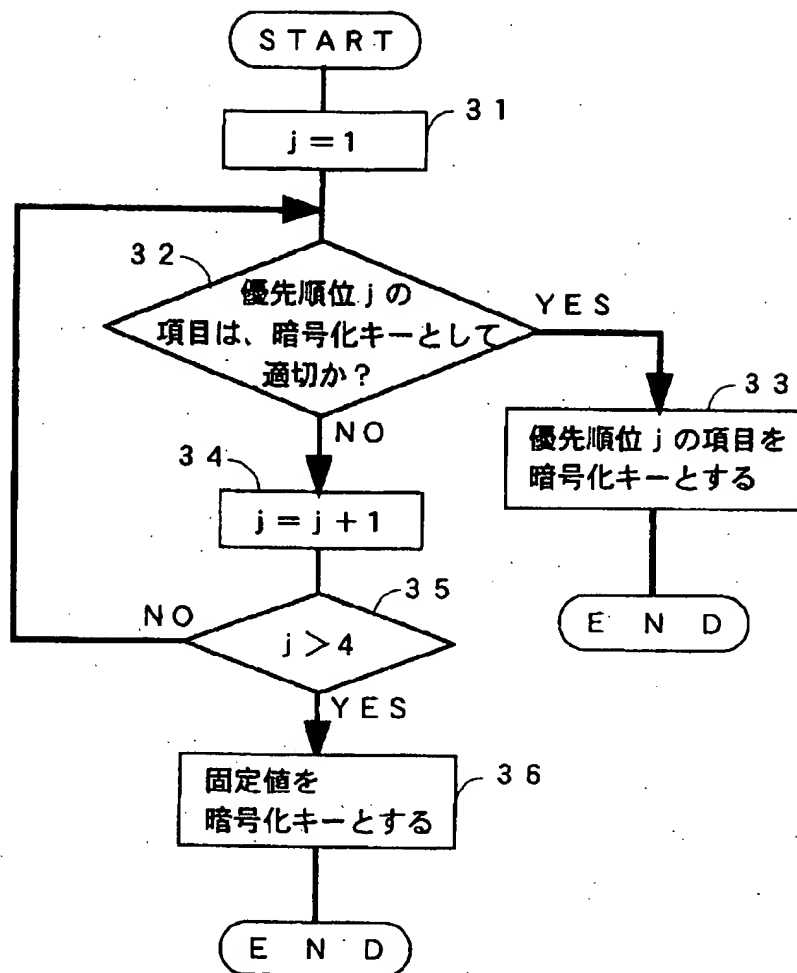 START
31
j=1
32
優先順位jの
項目は、暗号化キーとして
適切か?
YES
33
優先順位jの項目を
暗号化キーとする
NO
34
j=j+1
END
35
NO
j>4
YES
36
固定値を
暗号化キーとする
END